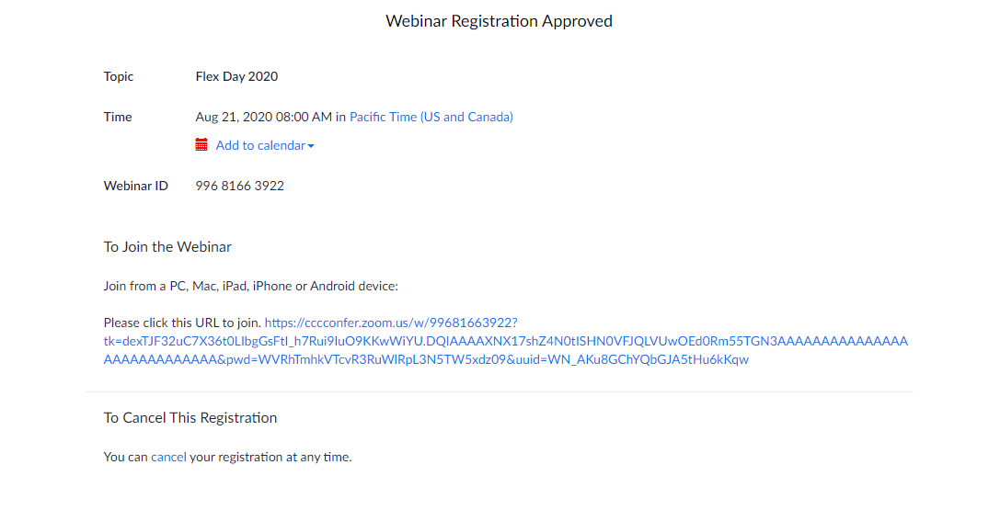 Webinar Registration Approved
Topic Flex Day 2020
Time Aug 21, 2020 08:00 AM in Pacific Time (US and Canada)
Add to calendar
Webinar ID 996 8166 3922
To Join the Webinar
Join from a PC, Mac, iPad, iPhone or Android device:
Please click this URL to join. https://cccconfer.zoom.us/w/99681663922?
tk=dexTJF32uC7X36t0LIbgGsFtI_h7Rui9IuO9KKwWiYU.DQIAAAAXNX17shZ4N0tISHN0VFJQLVUwOEd0Rm55TGN3AAAAAAAAAAAAAAA
AAAAAAAAAAAAA&pwd=WVRhTmhkVTcvR3RuWlRpL3N5TW5xdz09&uuid=WN_AKu8GChYQbGJA5tHu6kKqw
To Cancel This Registration
You can cancel your registration at any time.